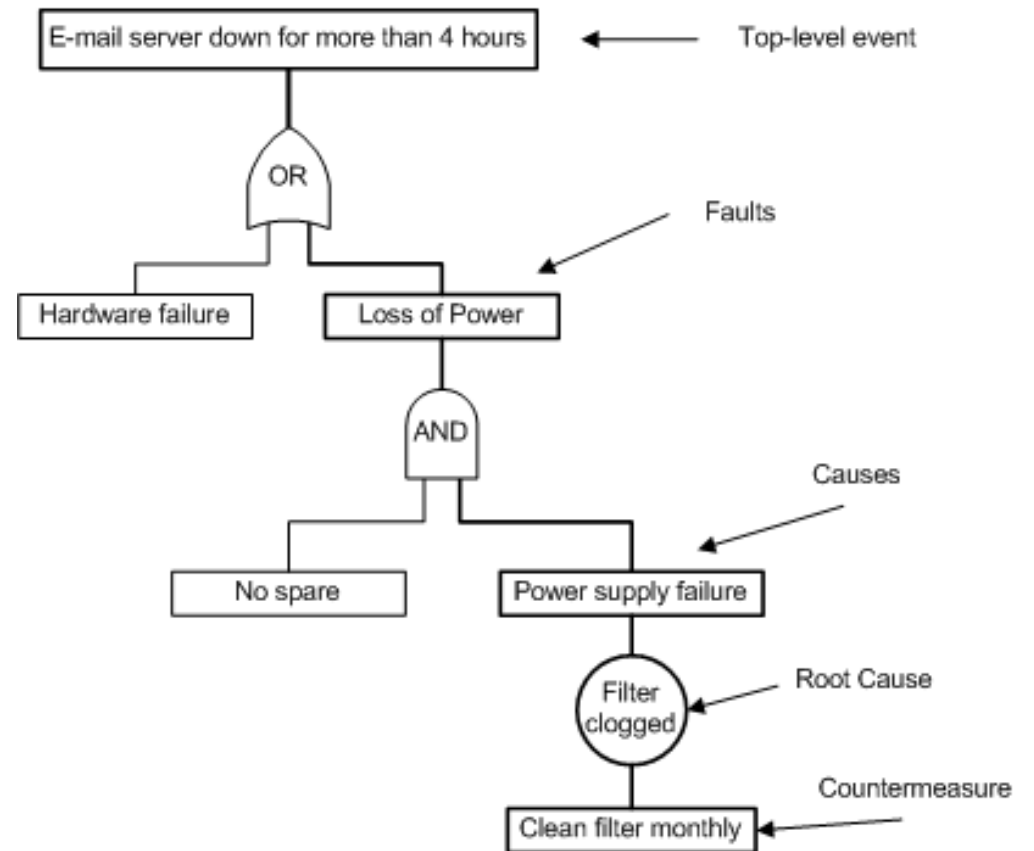 E-mail server down for more than 4 hours
Top-level event
OR
Faults
Hardware failure
Loss of Power
AND
Causes
No spare
Power supply failure
Filter
clogged
Root Cause
Countermeasure
Clean filter monthly